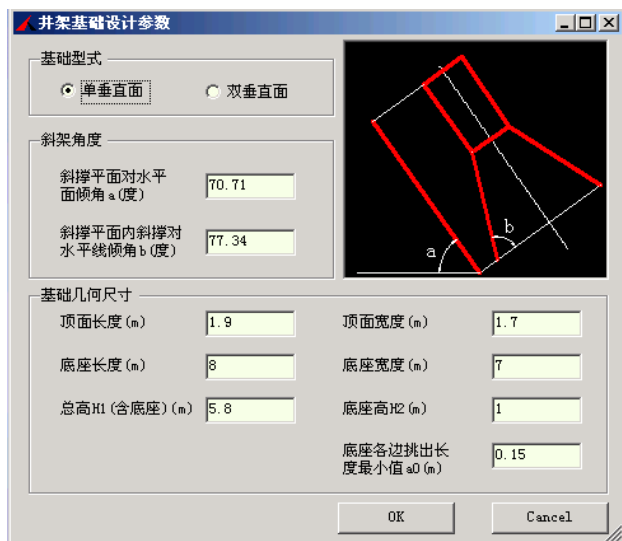 井架基础设计参数
基础型式
单垂直面
双垂直面
斜架角度
斜撑平面对水平
面倾角a(度)
70.71
斜撑平面内斜撑对
水平线倾角b(度)
77.34
a
b
基础几何尺寸
顶面长度(m)
1.9
顶面宽度(m)
1.7
底座长度(m)
8
底座宽度(m)
7
总高H1(含底座)(m)
5.8
底座高H2(m)
1
底座各边挑出长
度最小值a0(m)
0.15
OK
Cancel